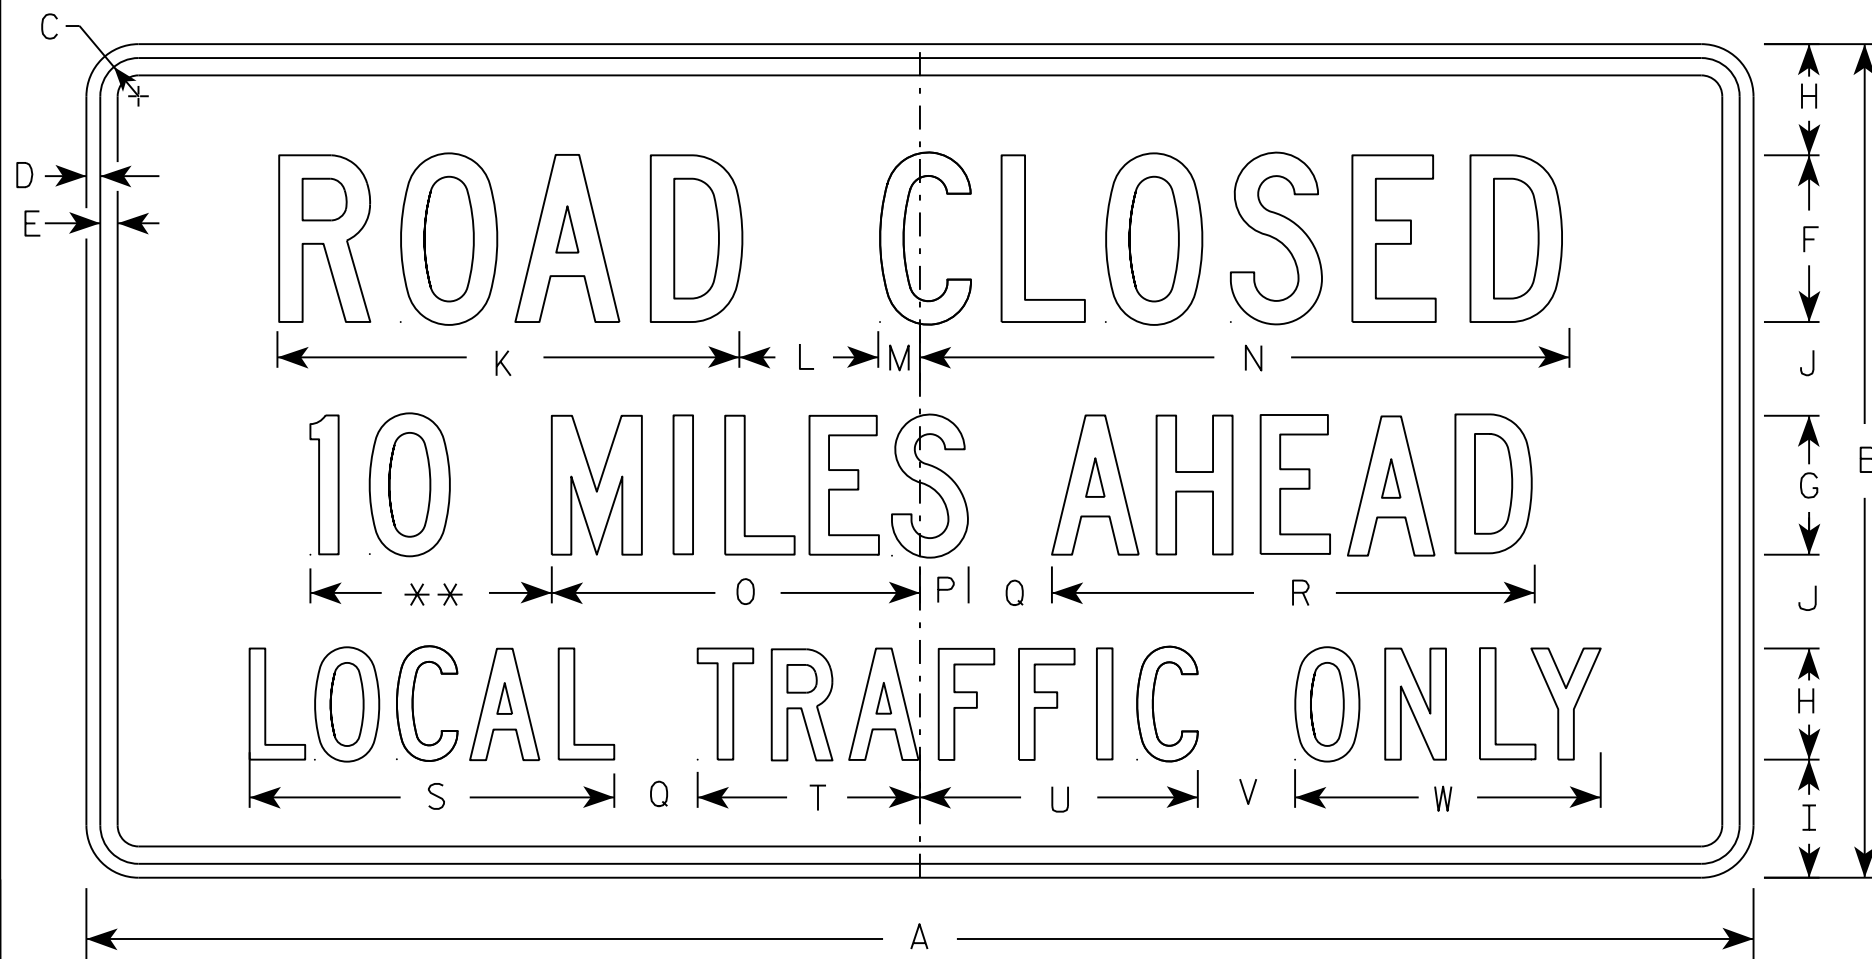 C
H
ROAD CLOSED
D
E
F
K L M N
J
10 MILES AHEAD
B
G
** O P Q R
J
LOCAL TRAFFIC ONLY
H
S Q T U V W
I
A